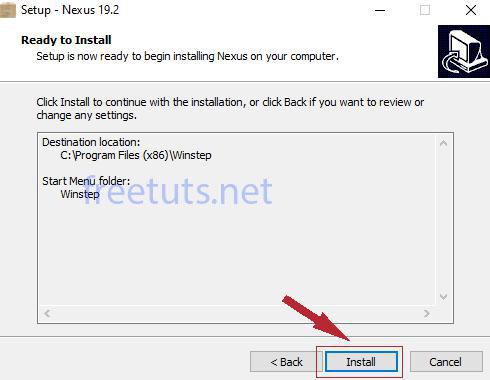 Setup - Nexus 19.2
Ready to Install
Setup is now ready to begin installing Nexus on your computer.
Click Install to continue with the installation, or click Back if you want to review or
change any settings.
Destination location:
C:\Program Files (x86)\Winstep
Start Menu folder:
Winstep
freetuts.net
< Back
Install
Cancel